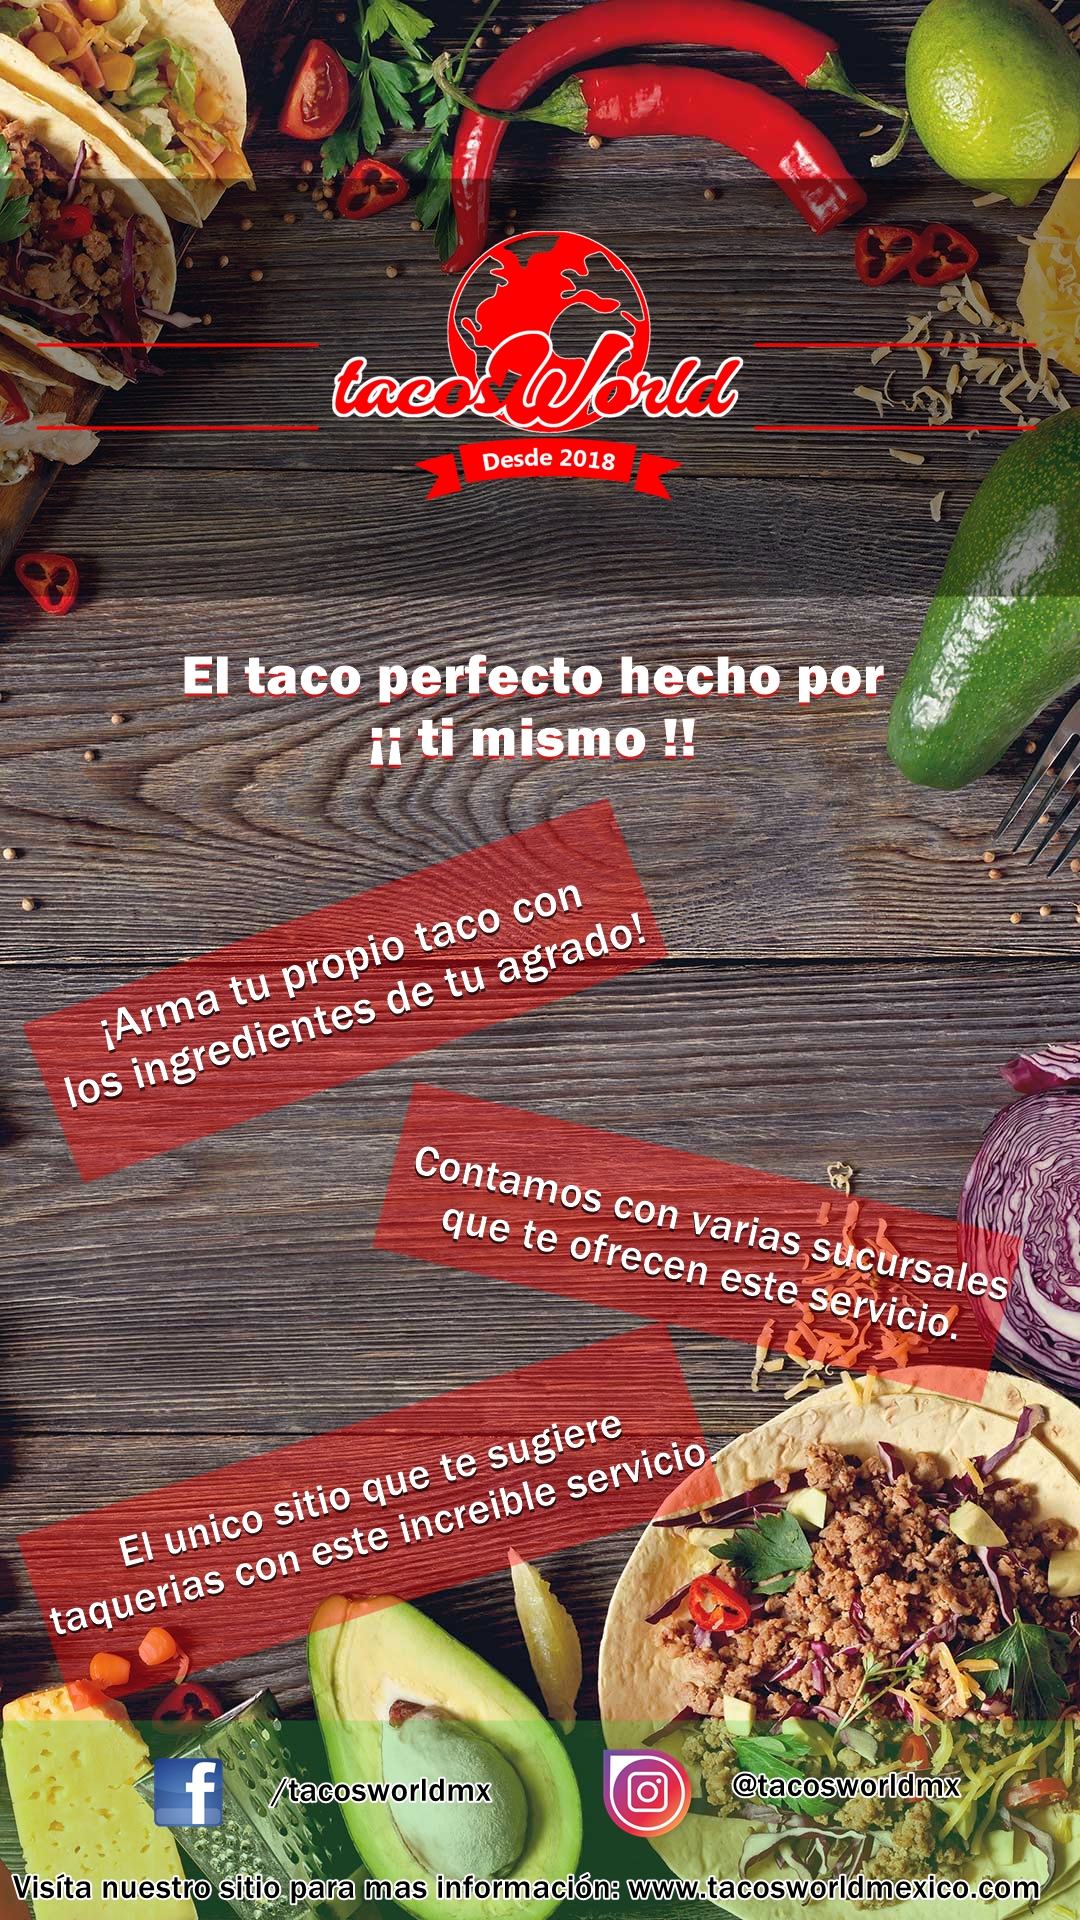 tacosWorld
Desde 2018
El taco perfecto hecho por
¡¡ ti mismo !!
¡Arma tu propio taco con
los ingredientes de tu agrado!
Contamos con varias sucursales
que te ofrecen este servicio.
El unico sitio que te sugiere
taquerias con este increible servicio.
/tacosworldmx
@tacosworldmx
Visíta nuestro sitio para mas información: www.tacosworldmexico.com